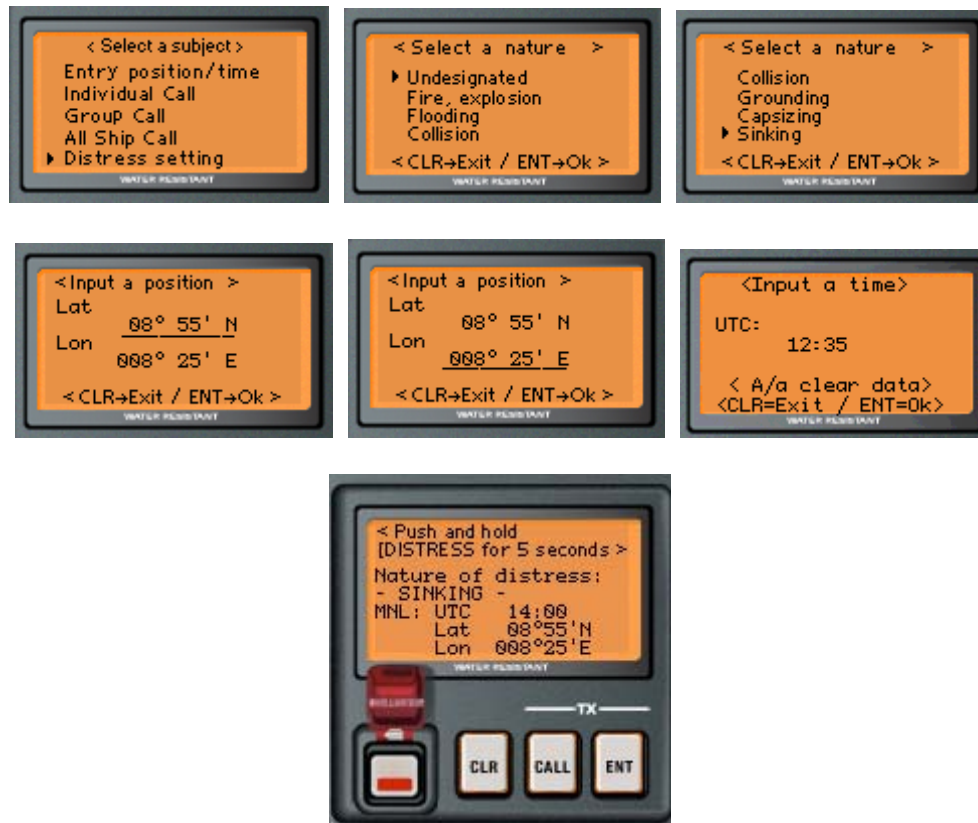 < Select a subject >
Entry position/time
Individual Call
Group Call
All Ship Call
Distress setting
WATER RESISTANT
< Select a nature >
Undesignated
Fire, explosion
Flooding
Collision
< CLR→Exit / ENT→Ok >
WATER RESISTANT
< Select a nature >
Collision
Grounding
Capsizing
Sinking
< CLR→Exit / ENT→Ok >
WATER RESISTANT
<Input a position >
Lat
08° 55' N
Lon
008° 25' E
< CLR→Exit / ENT→Ok >
WATER RESISTANT
<Input a position >
Lat
08° 55' N
Lon
008° 25' E
< CLR→Exit / ENT→Ok >
WATER RESISTANT
<Input a time>
UTC:
12:35
< A/a clear data>
<CLR=Exit / ENT=Ok>
WATER RESISTANT
< Push and hold
[DISTRESS for 5 seconds >
Nature of distress:
- SINKING -
MNL: UTC 14:00
Lat 08°55'N
Lon 008°25'E
WATER RESISTANT
TX
CLR
CALL
ENT